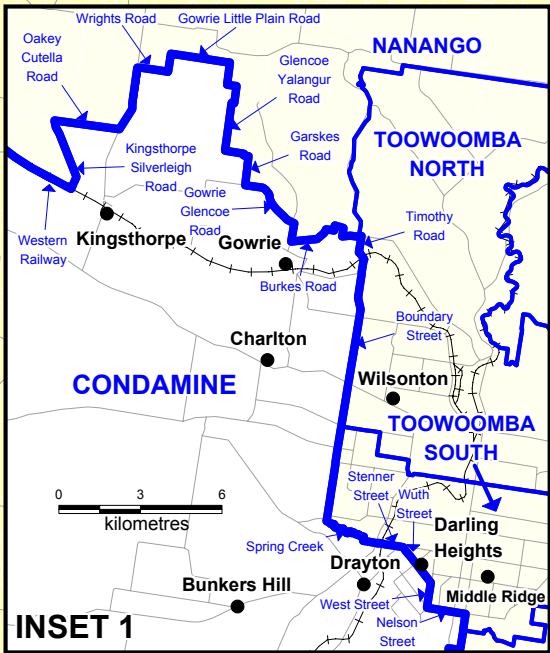 Wrights Road
Gowrie Little Plain Road
NANANGO
Oakey
Cutella
Road
Glencoe
Yalangur
Road
TOOWOOMBA
NORTH
Garskes
Road
Kingsthorpe
Silverleigh
Road
Gowrie
Glencoe
Road
Timothy
Road
Western
Railway
Kingsthorpe
Gowrie
Burkes Road
Boundary
Street
Charlton
CONDAMINE
Wilsonton
TOOWOOMBA
SOUTH
Stenner
Street
Wuth
Street
0 3 6
kilometres
Darling
Heights
Spring Creek
Drayton
Bunkers Hill
West Street
Middle Ridge
Nelson
Street
INSET 1